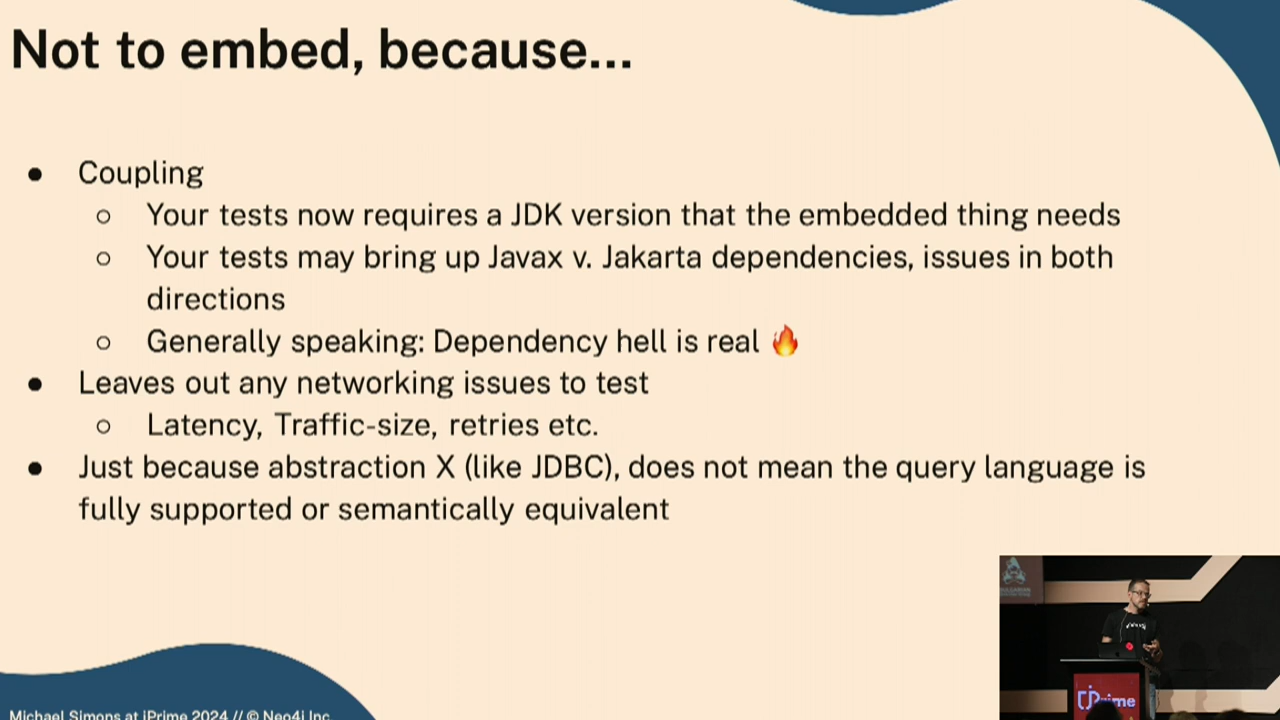 Not to embed, because...
● Coupling
○ Your tests now requires a JDK version that the embedded thing needs
○ Your tests may bring up Javax v. Jakarta dependencies, issues in both
directions
○ Generally speaking: Dependency hell is real 🔥
● Leaves out any networking issues to test
○ Latency, Traffic-size, retries etc.
● Just because abstraction X (like JDBC), does not mean the query language is
fully supported or semantically equivalent
BULGARIAN
jPrime
Michael Simons at jPrime 2024 // © Neo4j Inc.